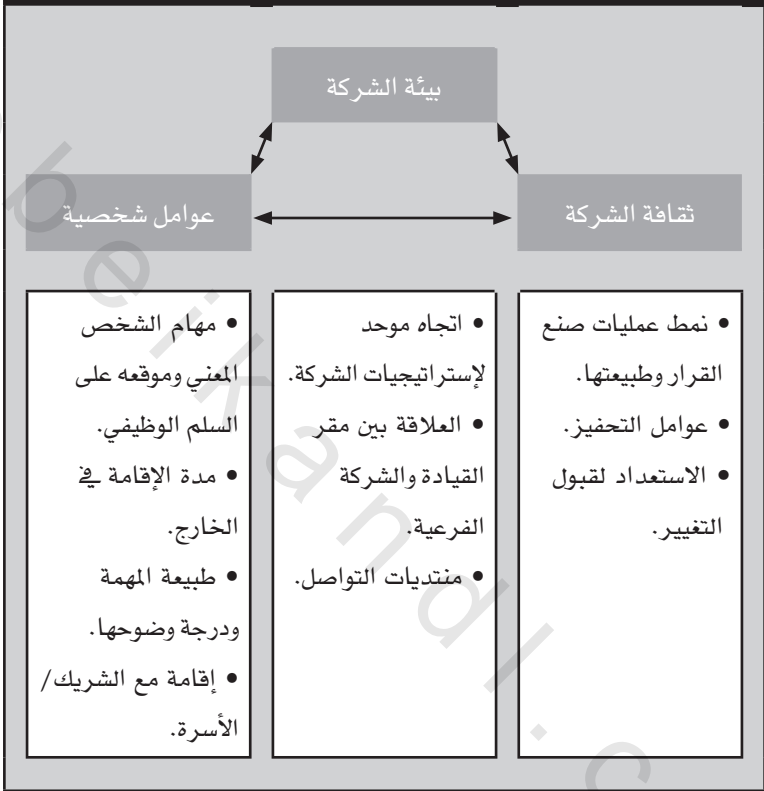 بيئة الشركة
ثقافة الشركة
عوامل شخصية
• نمط عمليات صنع
القرار وطبيعتها.
• عوامل التحفيز.
• الاستعداد لقبول
التغيير.
• اتجاه موحد
لإستراتيجيات الشركة.
• العلاقة بين مقر
القيادة والشركة
الفرعية.
• منتديات التواصل.
• مهام الشخص
المعني وموقعه على
السلم الوظيفي.
• مدة الإقامة في
الخارج.
• طبيعة المهمة
ودرجة وضوحها.
• إقامة مع الشريك/
الأسرة.
beikandl.c